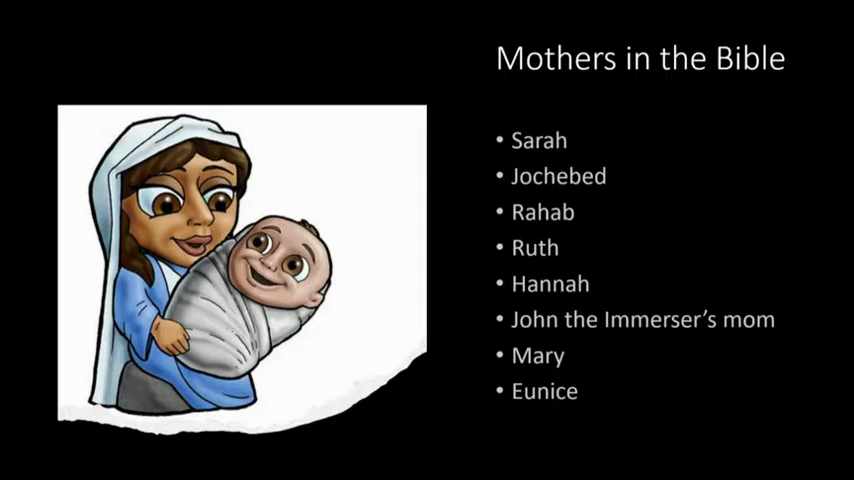 Mothers in the Bible
• Sarah
• Jochebed
• Rahab
• Ruth
• Hannah
• John the Immerser’s mom
• Mary
• Eunice